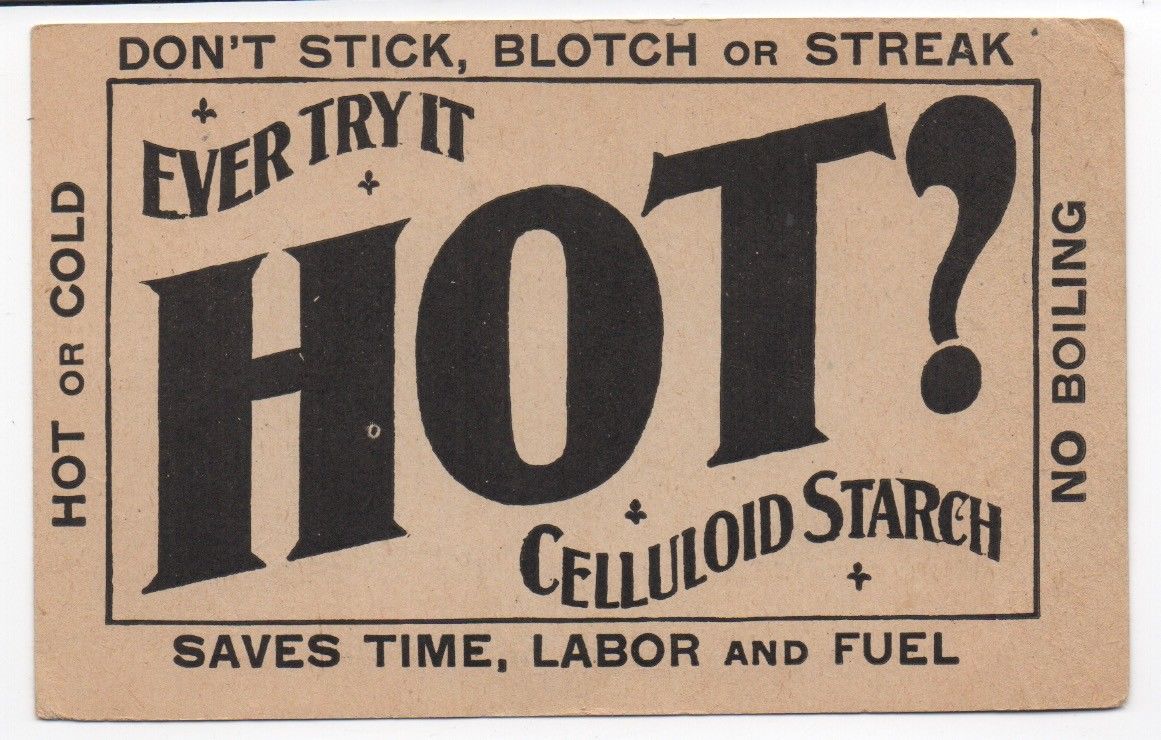 DON'T STICK, BLOTCH OR STREAK
HOT OR COLD
EVER TRY IT
HOT?
CELLULOID STARCH
NO BOILING
SAVES TIME, LABOR AND FUEL